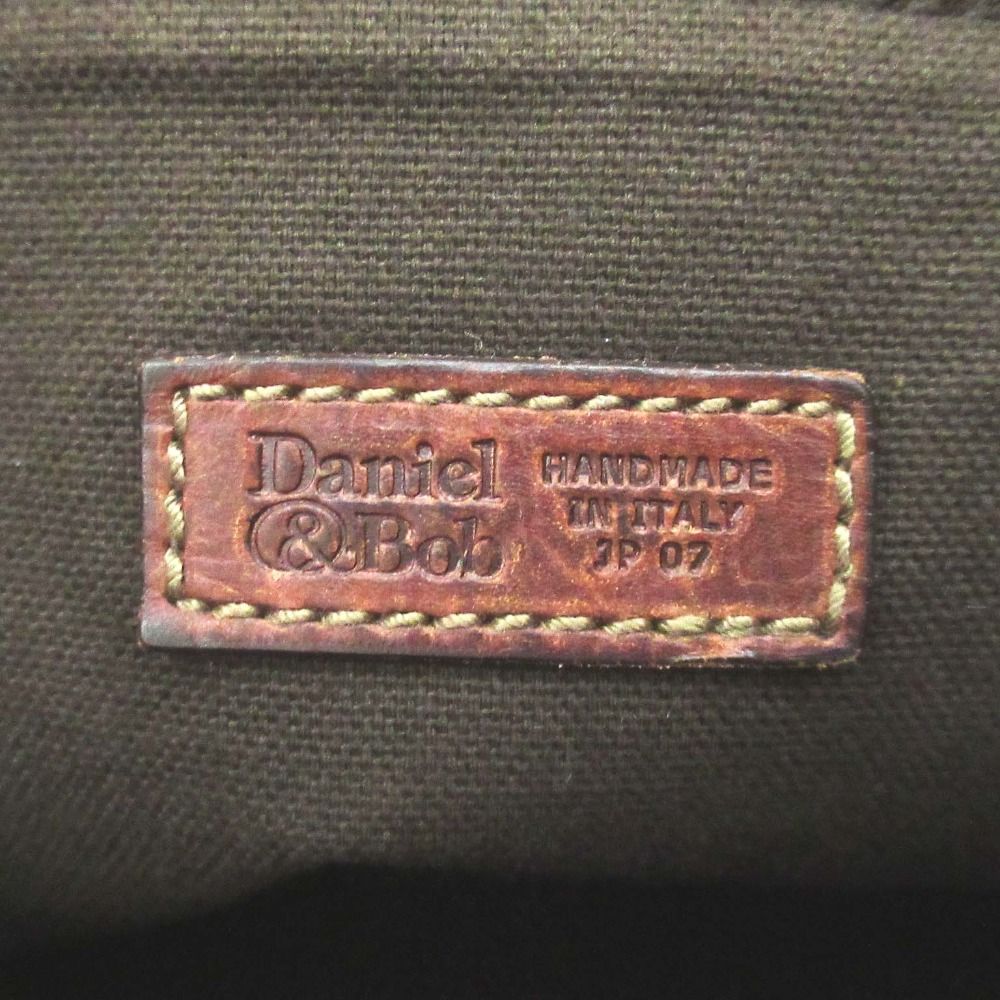 Daniel
& Bob
HANDMADE
IN ITALY
JP 07